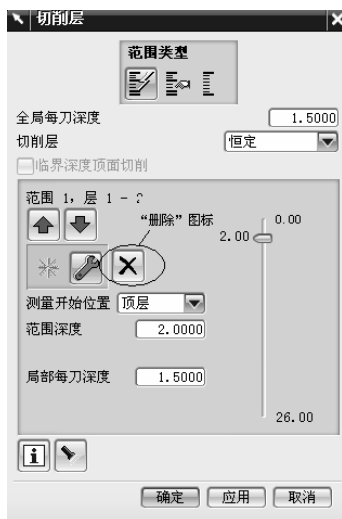 切削层
范围类型
全局每刀深度 1.5000
切削层 恒定
临界深度顶面切削
范围 1, 层 1 - 2
“删除”图标
0.00
2.00
测量开始位置 顶层
范围深度 2.0000
局部每刀深度 1.5000
26.00
确定 应用 取消